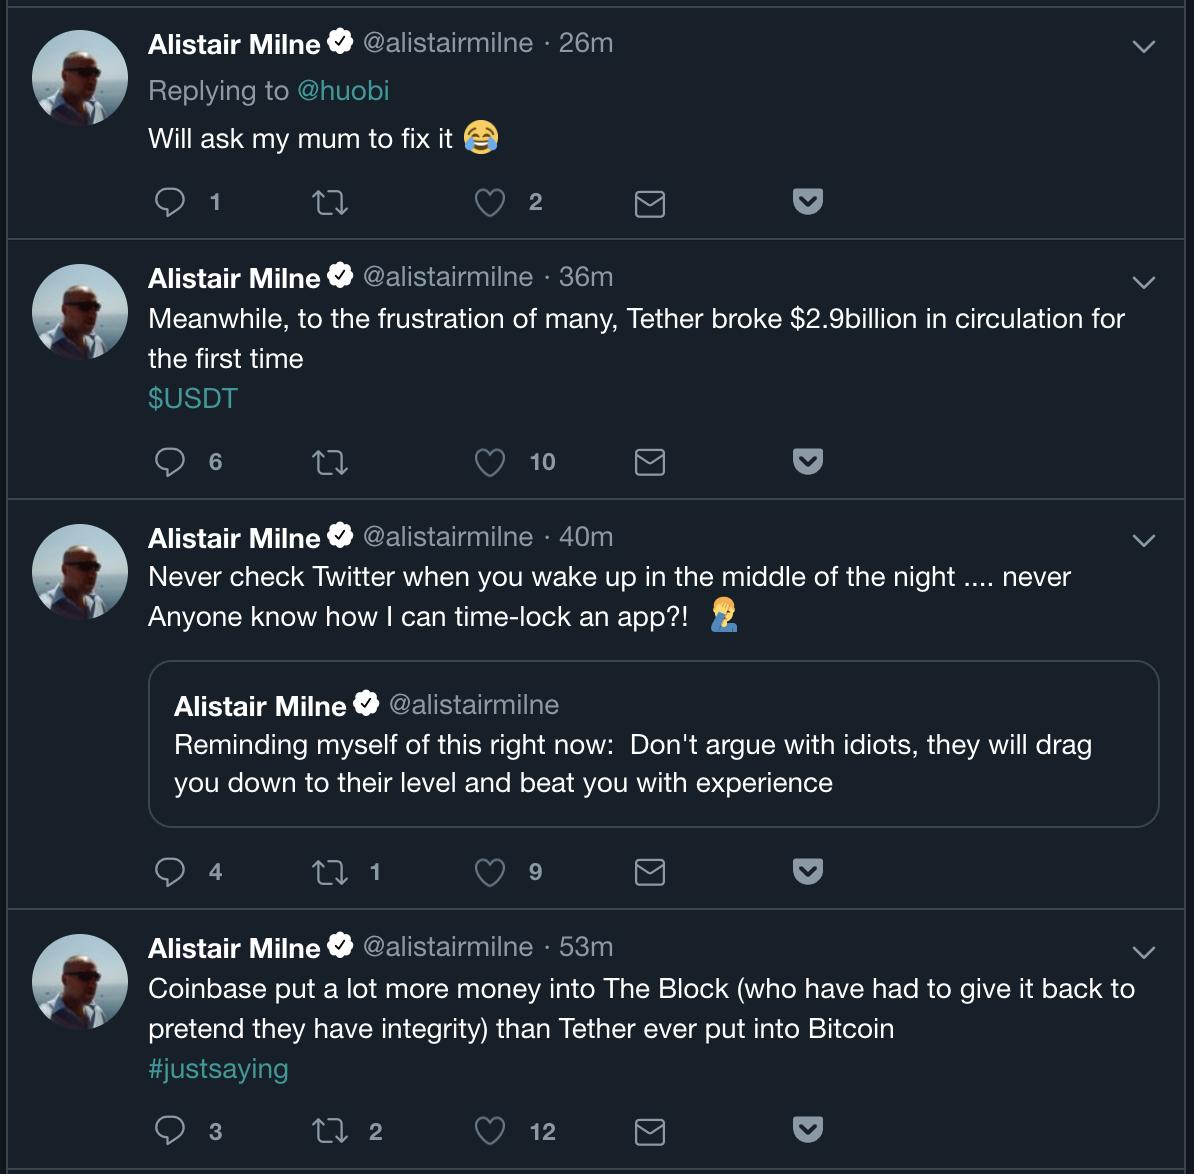 Alistair Milne @alistairmilne · 26m
Replying to @huobi
Will ask my mum to fix it 😂
1 2
Alistair Milne @alistairmilne · 36m
Meanwhile, to the frustration of many, Tether broke $2.9billion in circulation for
the first time
$USDT
6 10
Alistair Milne @alistairmilne · 40m
Never check Twitter when you wake up in the middle of the night .... never
Anyone know how I can time-lock an app?! 🤦‍♂️
Alistair Milne @alistairmilne
Reminding myself of this right now:  Don't argue with idiots, they will drag
you down to their level and beat you with experience
4 1 9
Alistair Milne @alistairmilne · 53m
Coinbase put a lot more money into The Block (who have had to give it back to
pretend they have integrity) than Tether ever put into Bitcoin
#justsaying
3 2 12